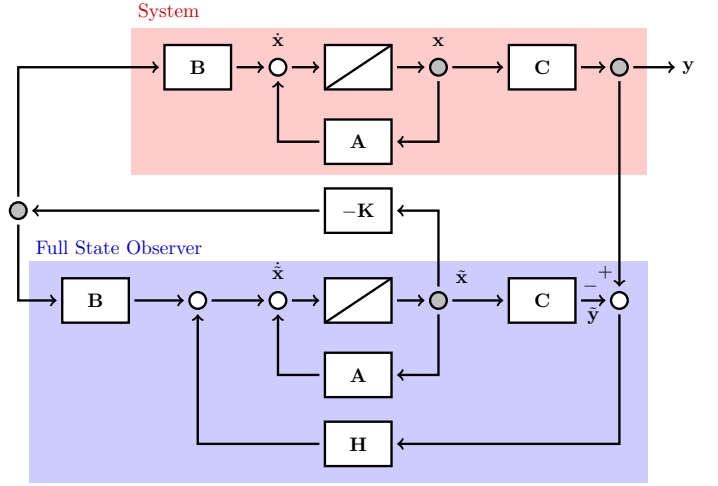 System
ẋ
x
B
C
y
A
−K
Full State Observer
x̃̇
x̃
B
C
− +
ỹ
A
H